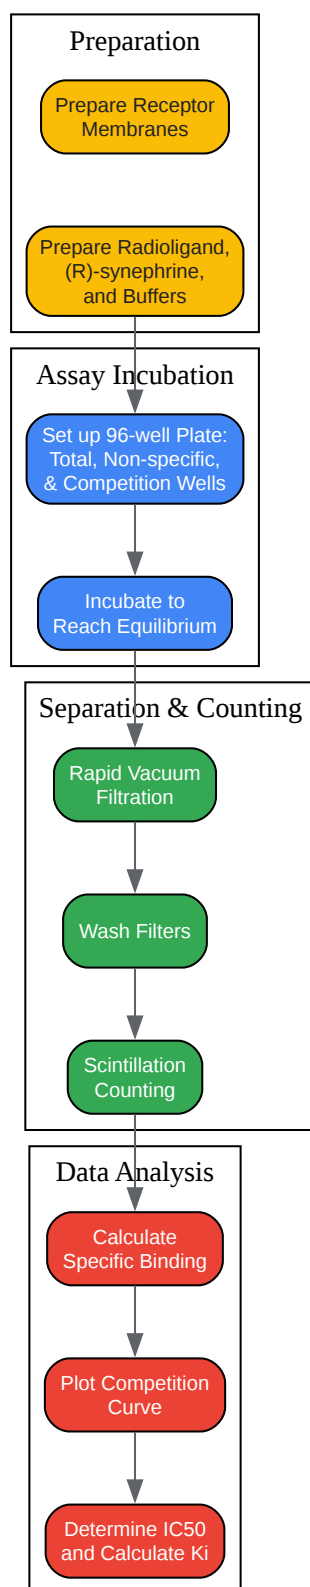 Preparation
Prepare Receptor
Membranes
Prepare Radioligand,
(R)-synephrine,
and Buffers
Assay Incubation
Set up 96-well Plate:
Total, Non-specific,
& Competition Wells
Incubate to
Reach Equilibrium
Separation & Counting
Rapid Vacuum
Filtration
Wash Filters
Scintillation
Counting
Data Analysis
Calculate
Specific Binding
Plot Competition
Curve
Determine IC50
and Calculate Ki